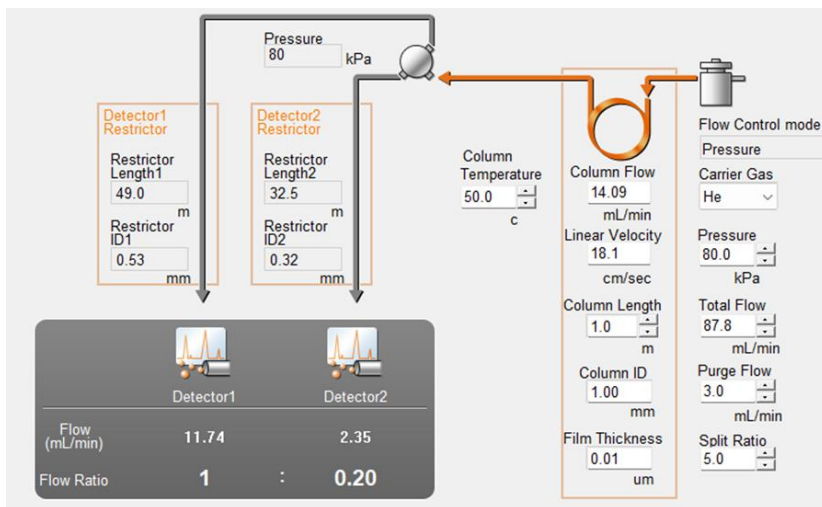 Pressure
80
kPa
Detector1
Restrictor
Restrictor
Length1
49.0
m
Restrictor
ID1
0.53
mm
Detector2
Restrictor
Restrictor
Length2
32.5
m
Restrictor
ID2
0.32
mm
Column
Temperature
50.0
c
Column Flow
14.09
mL/min
Linear Velocity
18.1
cm/sec
Column Length
1.0
m
Column ID
1.00
mm
Film Thickness
0.01
um
Flow Control mode
Pressure
Carrier Gas
He
Pressure
80.0
kPa
Total Flow
87.8
mL/min
Purge Flow
3.0
mL/min
Split Ratio
5.0
Detector1 Detector2
Flow
(mL/min) 11.74 2.35
Flow Ratio 1 : 0.20